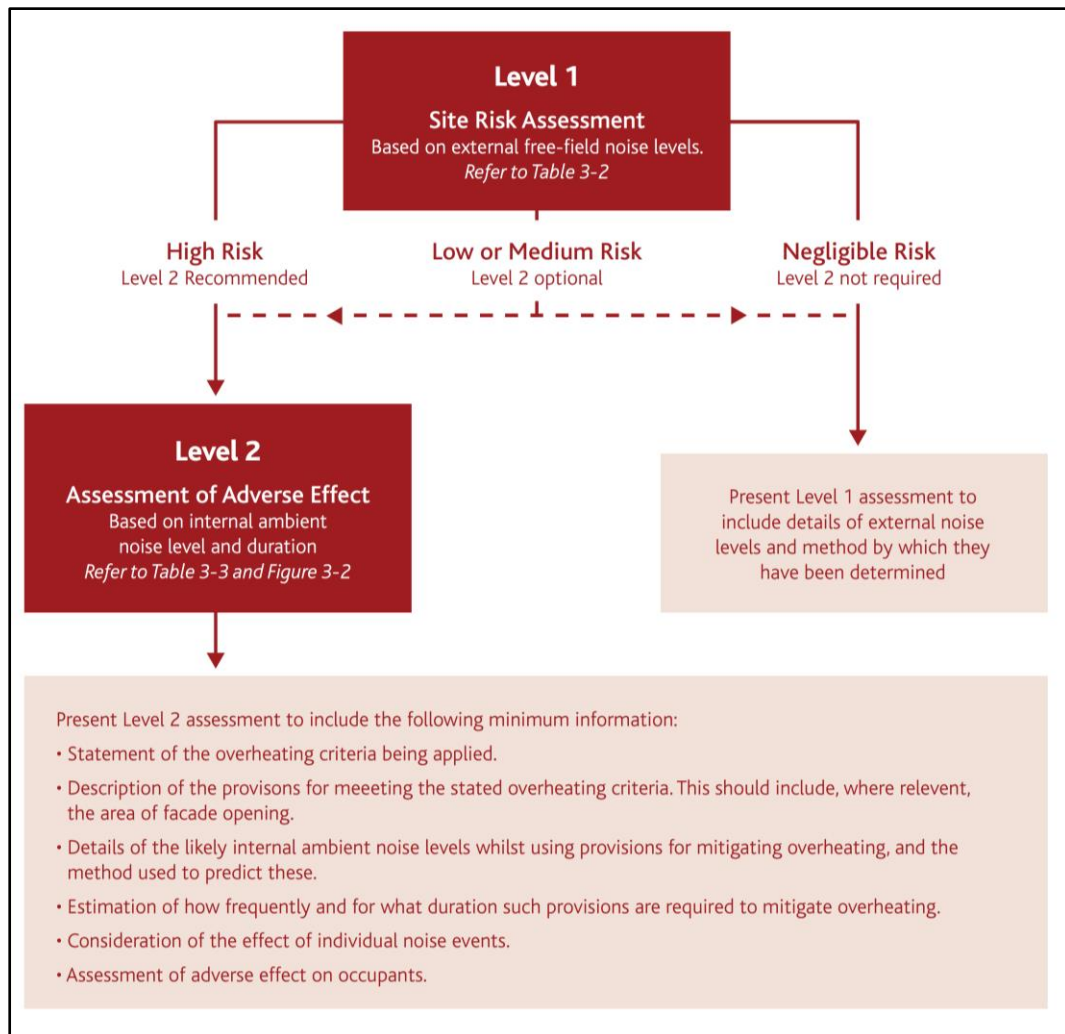 Level 1
Site Risk Assessment
Based on external free-field noise levels.
Refer to Table 3-2
High Risk
Level 2 Recommended
Low or Medium Risk
Level 2 optional
Negligible Risk
Level 2 not required
Level 2
Assessment of Adverse Effect
Based on internal ambient
noise level and duration
Refer to Table 3-3 and Figure 3-2
Present Level 1 assessment to
include details of external noise
levels and method by which they
have been determined
Present Level 2 assessment to include the following minimum information:
• Statement of the overheating criteria being applied.
• Description of the provisons for meeeting the stated overheating criteria. This should include, where relevent,
the area of facade opening.
• Details of the likely internal ambient noise levels whilst using provisions for mitigating overheating, and the
method used to predict these.
• Estimation of how frequently and for what duration such provisions are required to mitigate overheating.
• Consideration of the effect of individual noise events.
• Assessment of adverse effect on occupants.